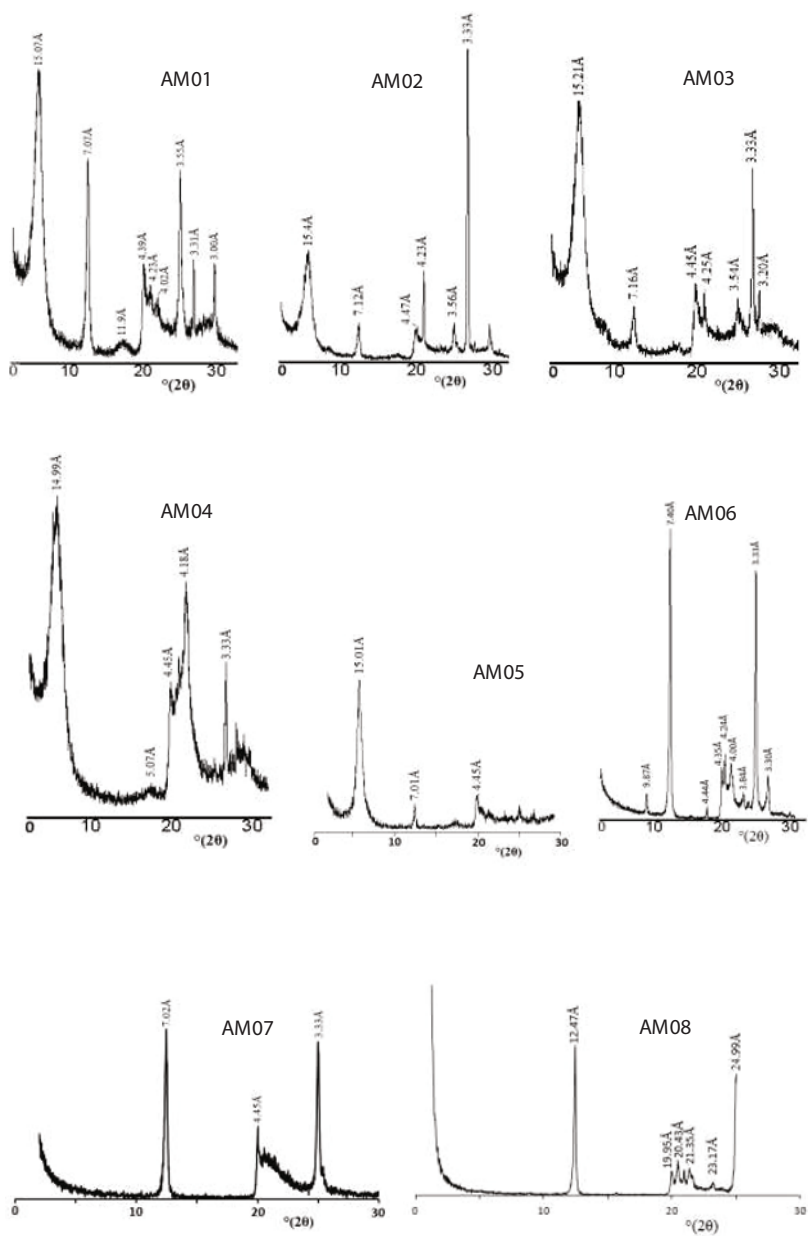 AM01
15.07Å
7.07Å
11.9Å
4.39Å
4.23Å
4.02Å
3.55Å
3.31Å
3.00Å
10
20
30
°(2θ)
AM02
15.4Å
7.12Å
4.47Å
4.23Å
3.56Å
3.33Å
0
10
20
30
°(2θ)
AM03
15.21Å
7.16Å
4.45Å
4.25Å
3.54Å
3.33Å
3.20Å
0
10
20
30
°(2θ)
AM04
14.99Å
5.07Å
4.45Å
4.18Å
3.33Å
0
10
20
30
°(2θ)
AM05
15.01Å
7.01Å
4.45Å
0
10
20
30
°(2θ)
AM06
9.87Å
7.40Å
4.44Å
4.35Å
4.24Å
4.00Å
3.84Å
3.33Å
3.30Å
0
10
20
30
°(2θ)
AM07
7.02Å
4.45Å
3.33Å
0
10
20
30
°(2θ)
AM08
12.47Å
19.95Å
20.43Å
21.35Å
23.17Å
24.99Å
10
20
30
°(2θ)